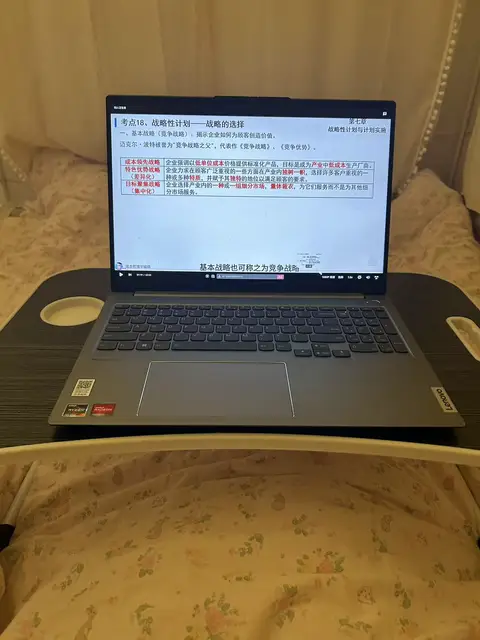 考点18、战略性计划——战略的选择
第七章
战略性计划与计划实施
一、基本战略（竞争战略）：揭示企业如何为顾客创造价值。
迈克尔·波特被誉为"竞争战略之父"，代表作《竞争战略》、《竞争优势》。
成本领先战略 企业强调以低单位成本价格提供标准化产品，目标是成为产业中低成本生产厂商。
特色优势战略（差异化） 企业力求在顾客广泛重视的一些方面在产业内独树一帜，选择许多客户重视的一种或多种特质，并赋予其独特的地位以满足顾客的要求。
目标集聚战略（集中化） 企业选择产业内的一种或一组细分市场，量体裁衣，为它们服务而不是为其他细分市场服务。
基本战略也可称之为竞争战略
Lenovo
RYZEN
AMD
RADEON